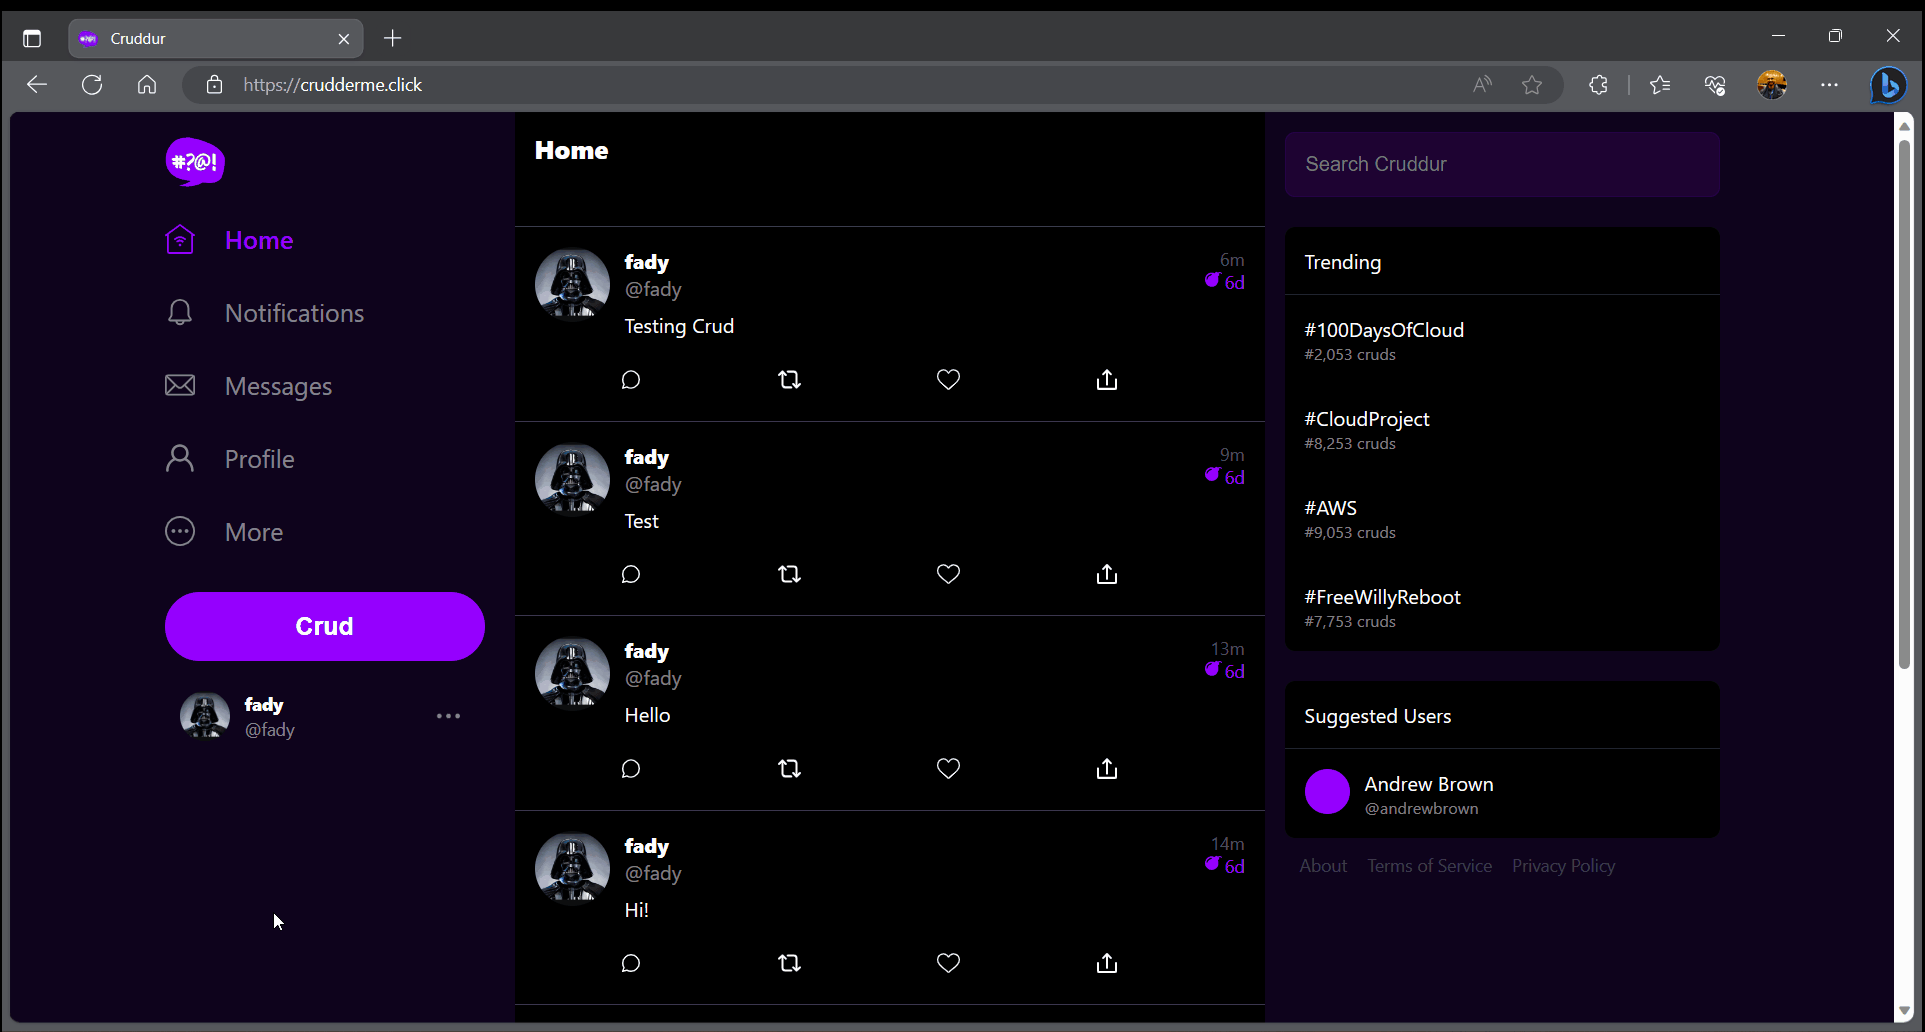 Cruddur
https://crudderme.click
#?@!
Home
Notifications
Messages
Profile
More
Crud
fady
@fady
Home
fady
6m
@fady
6d
Testing Crud
fady
9m
@fady
6d
Test
fady
13m
@fady
6d
Hello
fady
14m
@fady
6d
Hi!
Search Cruddur
Trending
#100DaysOfCloud
#2,053 cruds
#CloudProject
#8,253 cruds
#AWS
#9,053 cruds
#FreeWillyReboot
#7,753 cruds
Suggested Users
Andrew Brown
@andrewbrown
About Terms of Service Privacy Policy